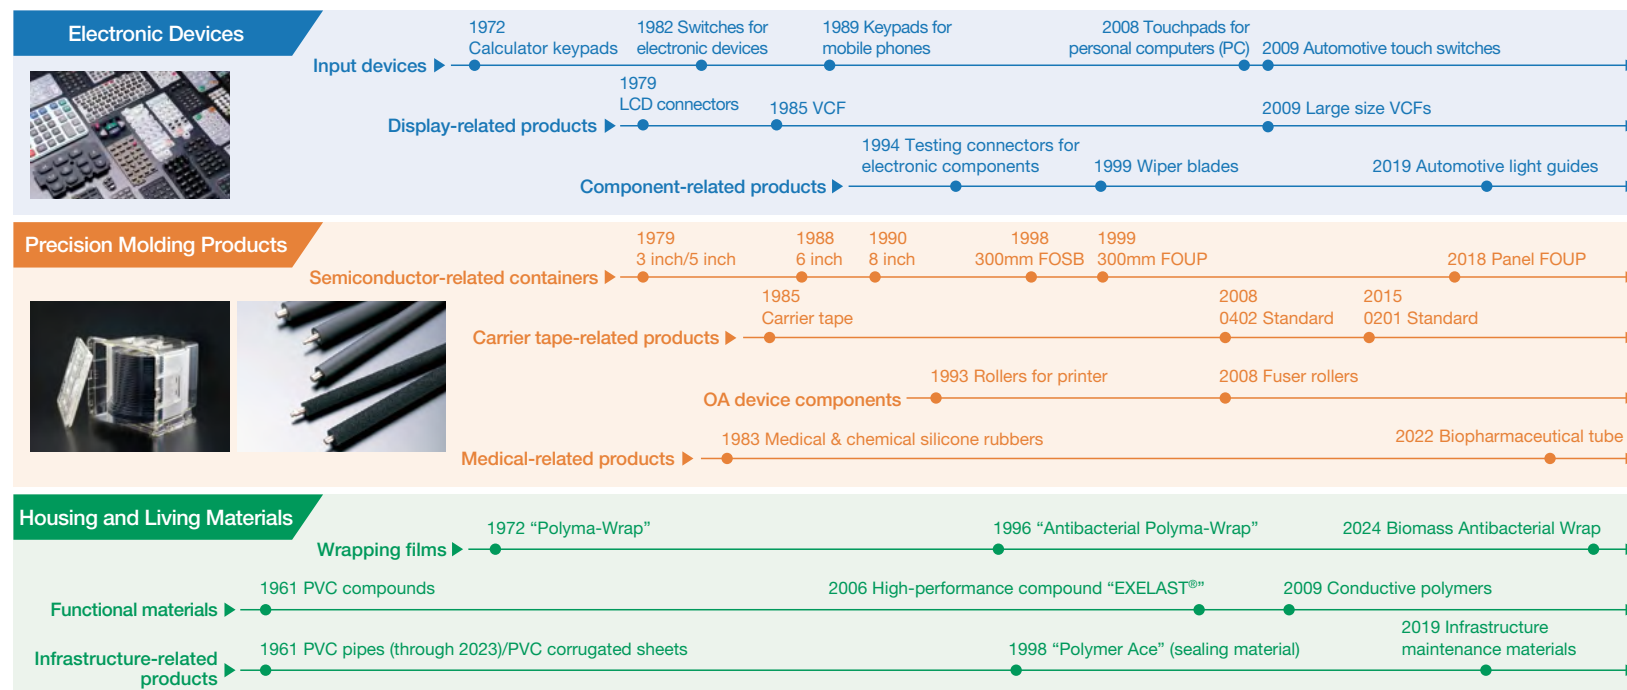 Electronic Devices
Input devices
1972
Calculator keypads
1982 Switches for
electronic devices
1989 Keypads for
mobile phones
2008 Touchpads for
personal computers (PC)
2009 Automotive touch switches
Display-related products
1979
LCD connectors
1985 VCF
2009 Large size VCFs
Component-related products
1994 Testing connectors for
electronic components
1999 Wiper blades
2019 Automotive light guides
Precision Molding Products
Semiconductor-related containers
1979
3 inch/5 inch
1988
6 inch
1990
8 inch
1998
300mm FOSB
1999
300mm FOUP
2018 Panel FOUP
Carrier tape-related products
1985
Carrier tape
2008
0402 Standard
2015
0201 Standard
OA device components
1993 Rollers for printer
2008 Fuser rollers
Medical-related products
1983 Medical & chemical silicone rubbers
2022 Biopharmaceutical tube
Housing and Living Materials
Wrapping films
1972 “Polyma-Wrap”
1996 “Antibacterial Polyma-Wrap”
2024 Biomass Antibacterial Wrap
Functional materials
1961 PVC compounds
2006 High-performance compound “EXELAST®”
2009 Conductive polymers
Infrastructure-related
products
1961 PVC pipes (through 2023)/PVC corrugated sheets
1998 “Polymer Ace” (sealing material)
2019 Infrastructure
maintenance materials